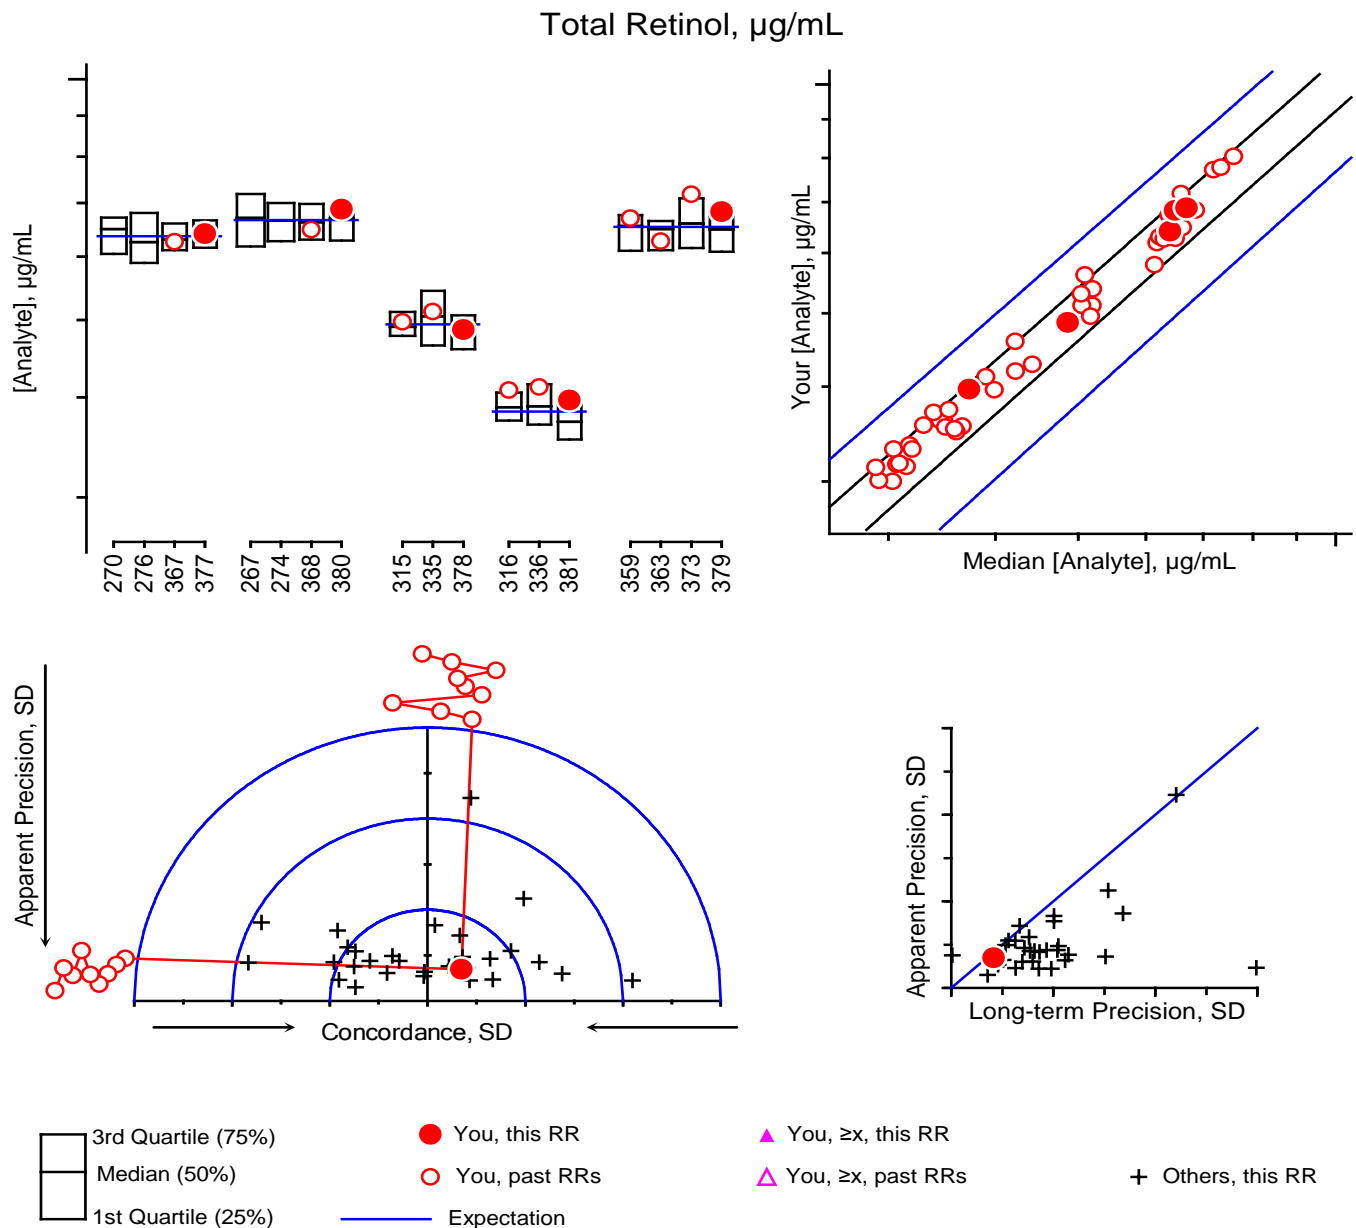 Total Retinol, µg/mL
[Analyte], µg/mL
270 276 367 377 267 274 368 380 315 335 378 316 336 381 359 363 373 379
Your [Analyte], µg/mL
Median [Analyte], µg/mL
Apparent Precision, SD
Concordance, SD
Apparent Precision, SD
Long-term Precision, SD
3rd Quartile (75%)
Median (50%)
1st Quartile (25%)
You, this RR
You, past RRs
Expectation
You, ≥x, this RR
You, ≥x, past RRs
Others, this RR